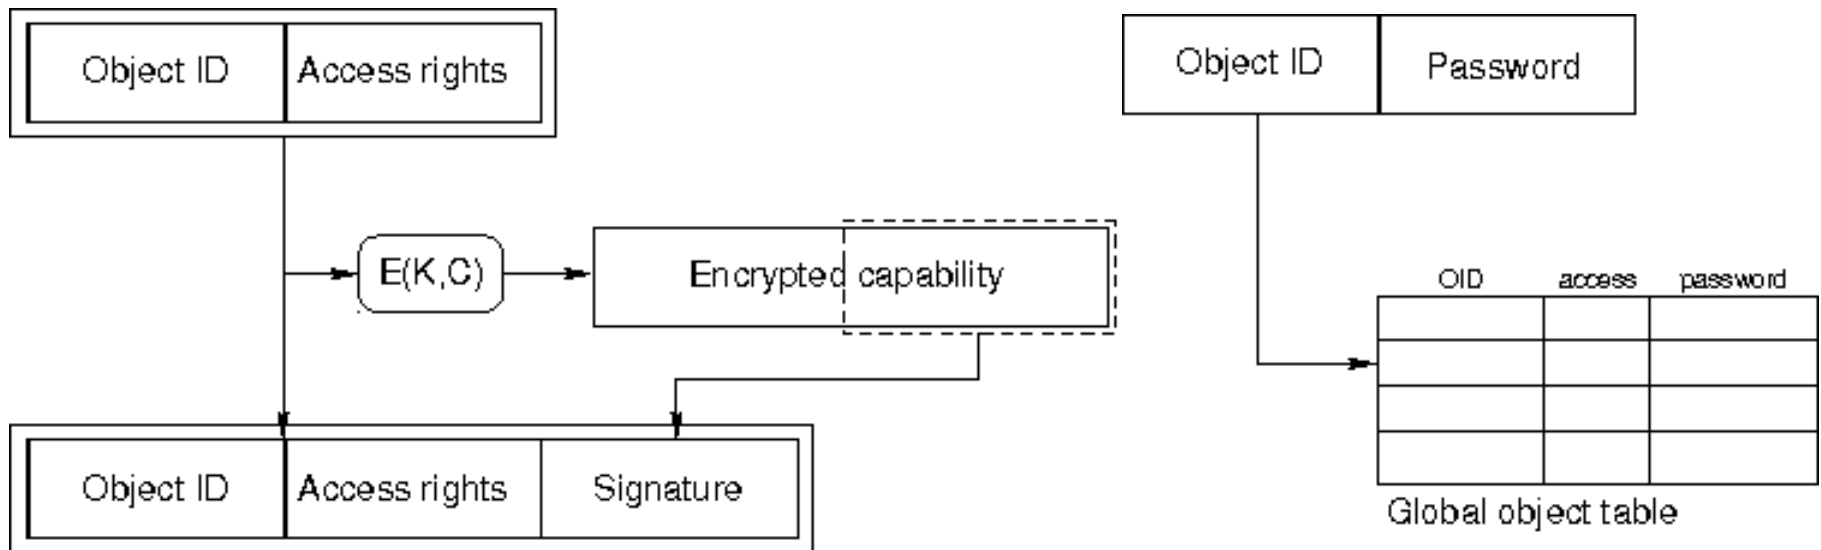 Object ID Access rights
E(K,C)
Encrypted capability
Object ID Access rights Signature
Object ID Password
OID access password
Global object table